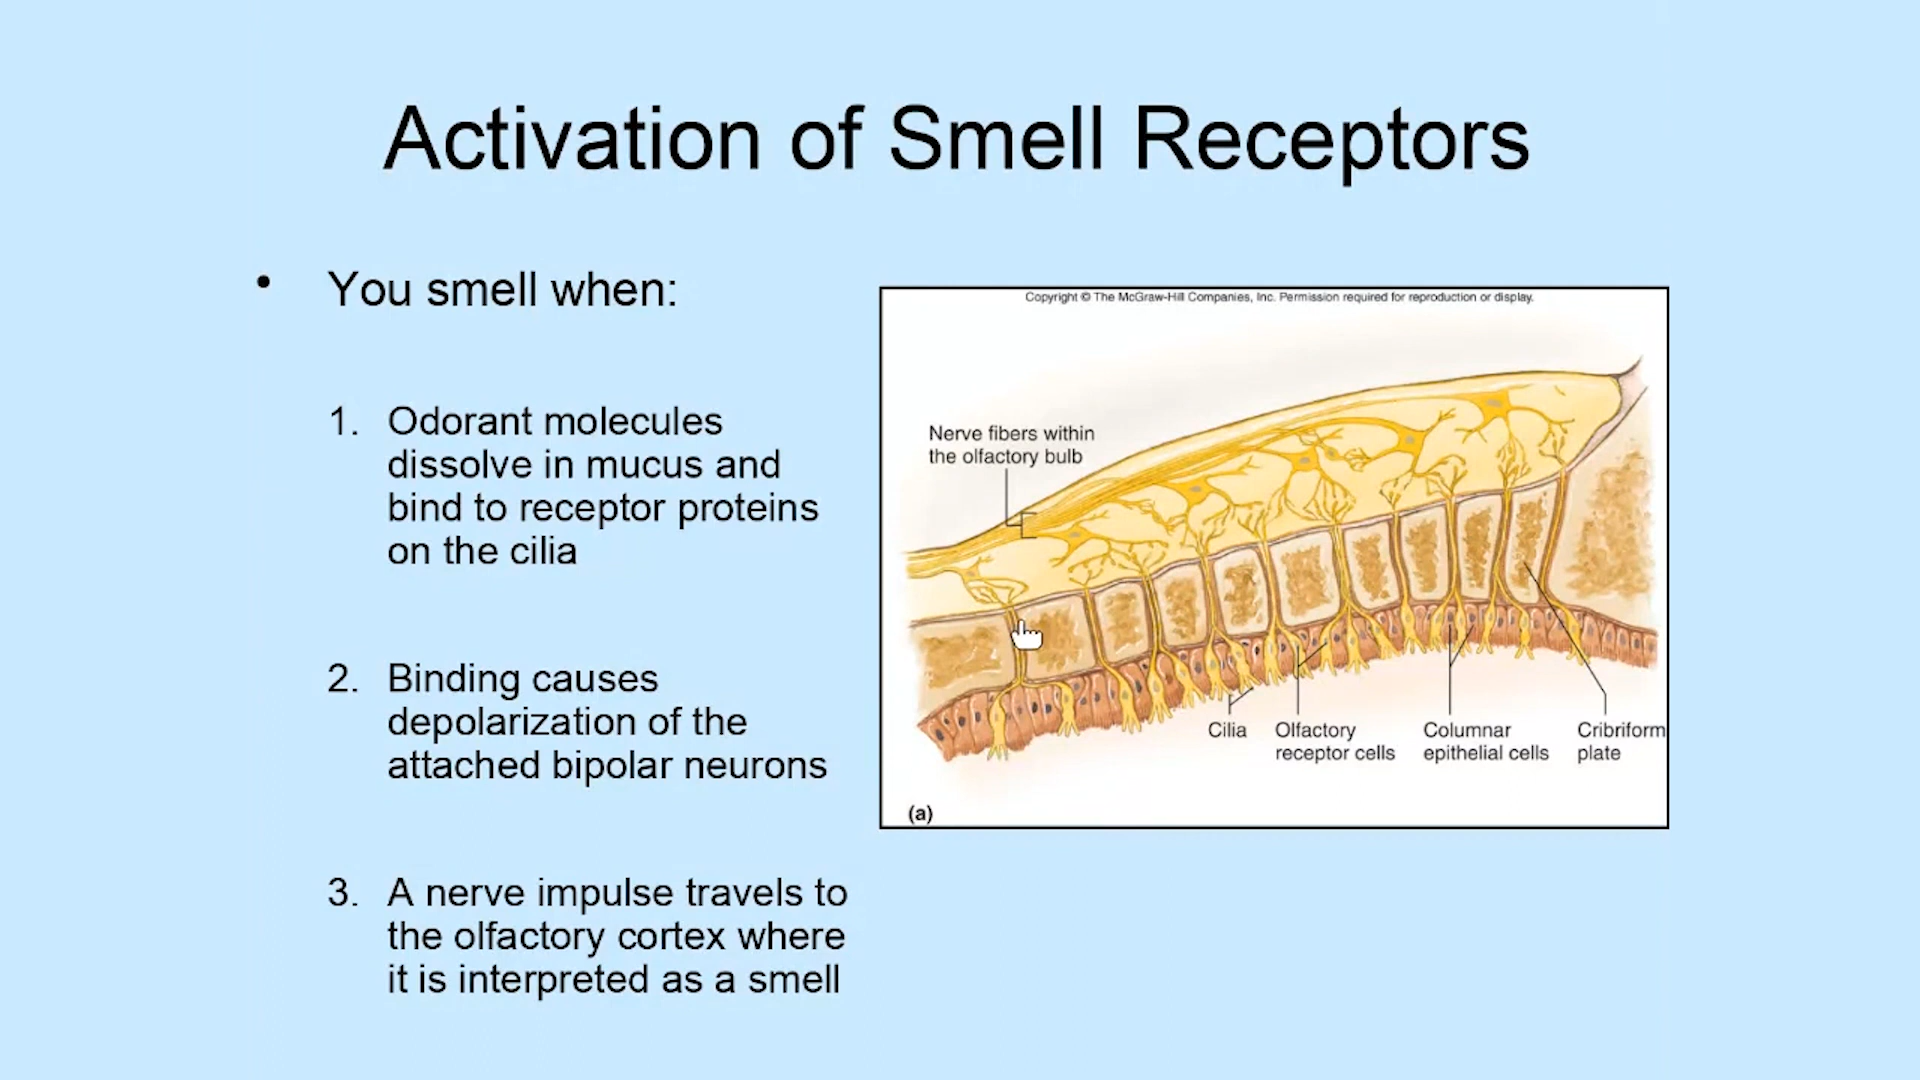 Activation of Smell Receptors
• You smell when:
1. Odorant molecules
dissolve in mucus and
bind to receptor proteins
on the cilia
2. Binding causes
depolarization of the
attached bipolar neurons
3. A nerve impulse travels to
the olfactory cortex where
it is interpreted as a smell
Copyright © The McGraw-Hill Companies, Inc. Permission required for reproduction or display.
Nerve fibers within
the olfactory bulb
Cilia
Olfactory
receptor cells
Columnar
epithelial cells
Cribriform
plate
(a)